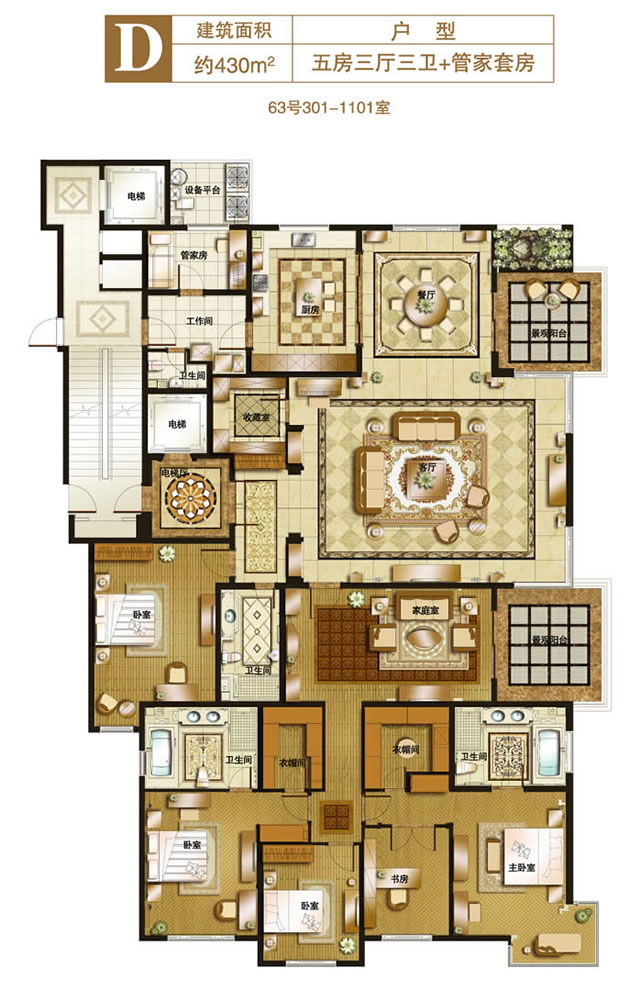 D
建筑面积
户 型
约430m²
五房三厅三卫+管家套房
63号301-1101室
电梯
设备平台
管家房
厨房
餐厅
景观阳台
工作间
卫生间
电梯
收藏室
客厅
电梯厅
卧室
卫生间
家庭室
景观阳台
卫生间
衣帽间
衣帽间
卫生间
卧室
卧室
书房
主卧室